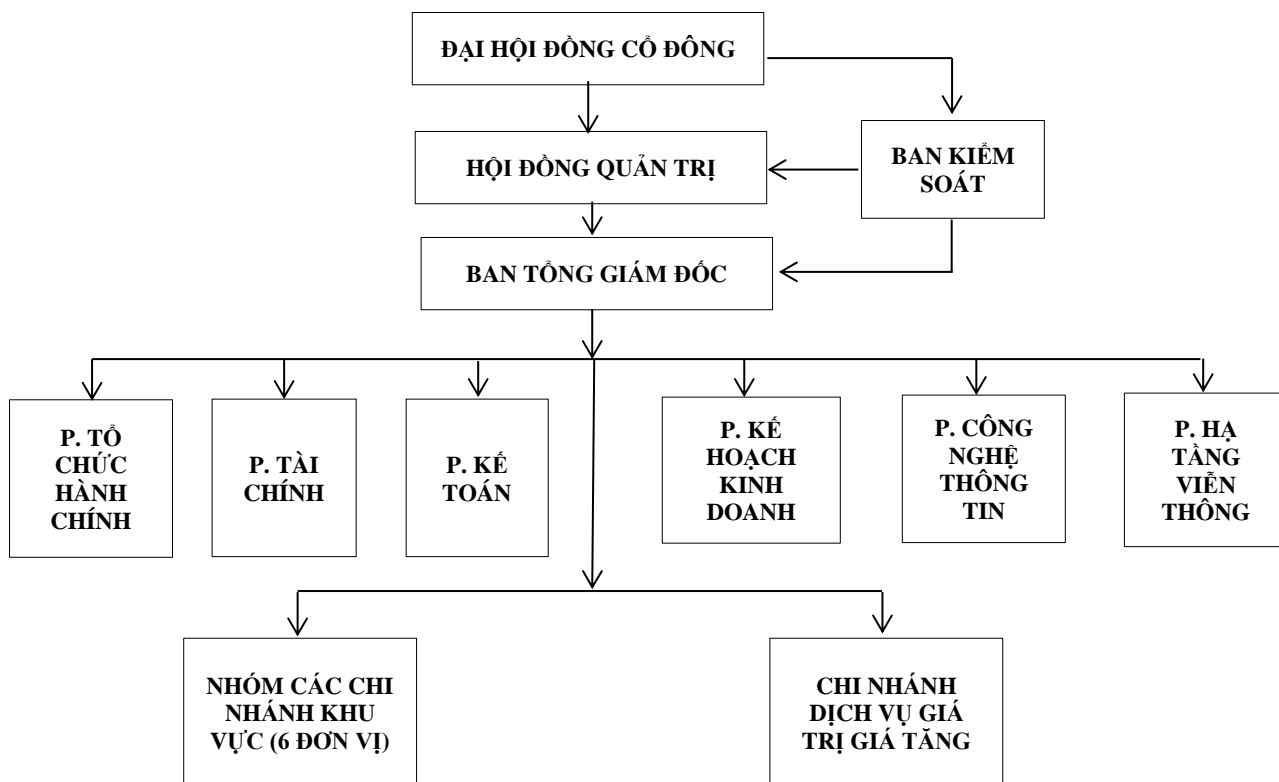 ĐẠI HỘI ĐỒNG CỔ ĐÔNG
HỘI ĐỒNG QUẢN TRỊ
BAN KIỂM
SOÁT
BAN TỔNG GIÁM ĐỐC
P. TỔ
CHỨC
HÀNH
CHÍNH
P. TÀI
CHÍNH
P. KẾ
TOÁN
P. KẾ
HOẠCH
KINH
DOANH
P. CÔNG
NGHỆ
THÔNG
TIN
P. HẠ
TẦNG
VIỄN
THÔNG
NHÓM CÁC CHI
NHÁNH KHU
VỰC (6 ĐƠN VỊ)
CHI NHÁNH
DỊCH VỤ GIÁ
TRỊ GIÁ TĂNG